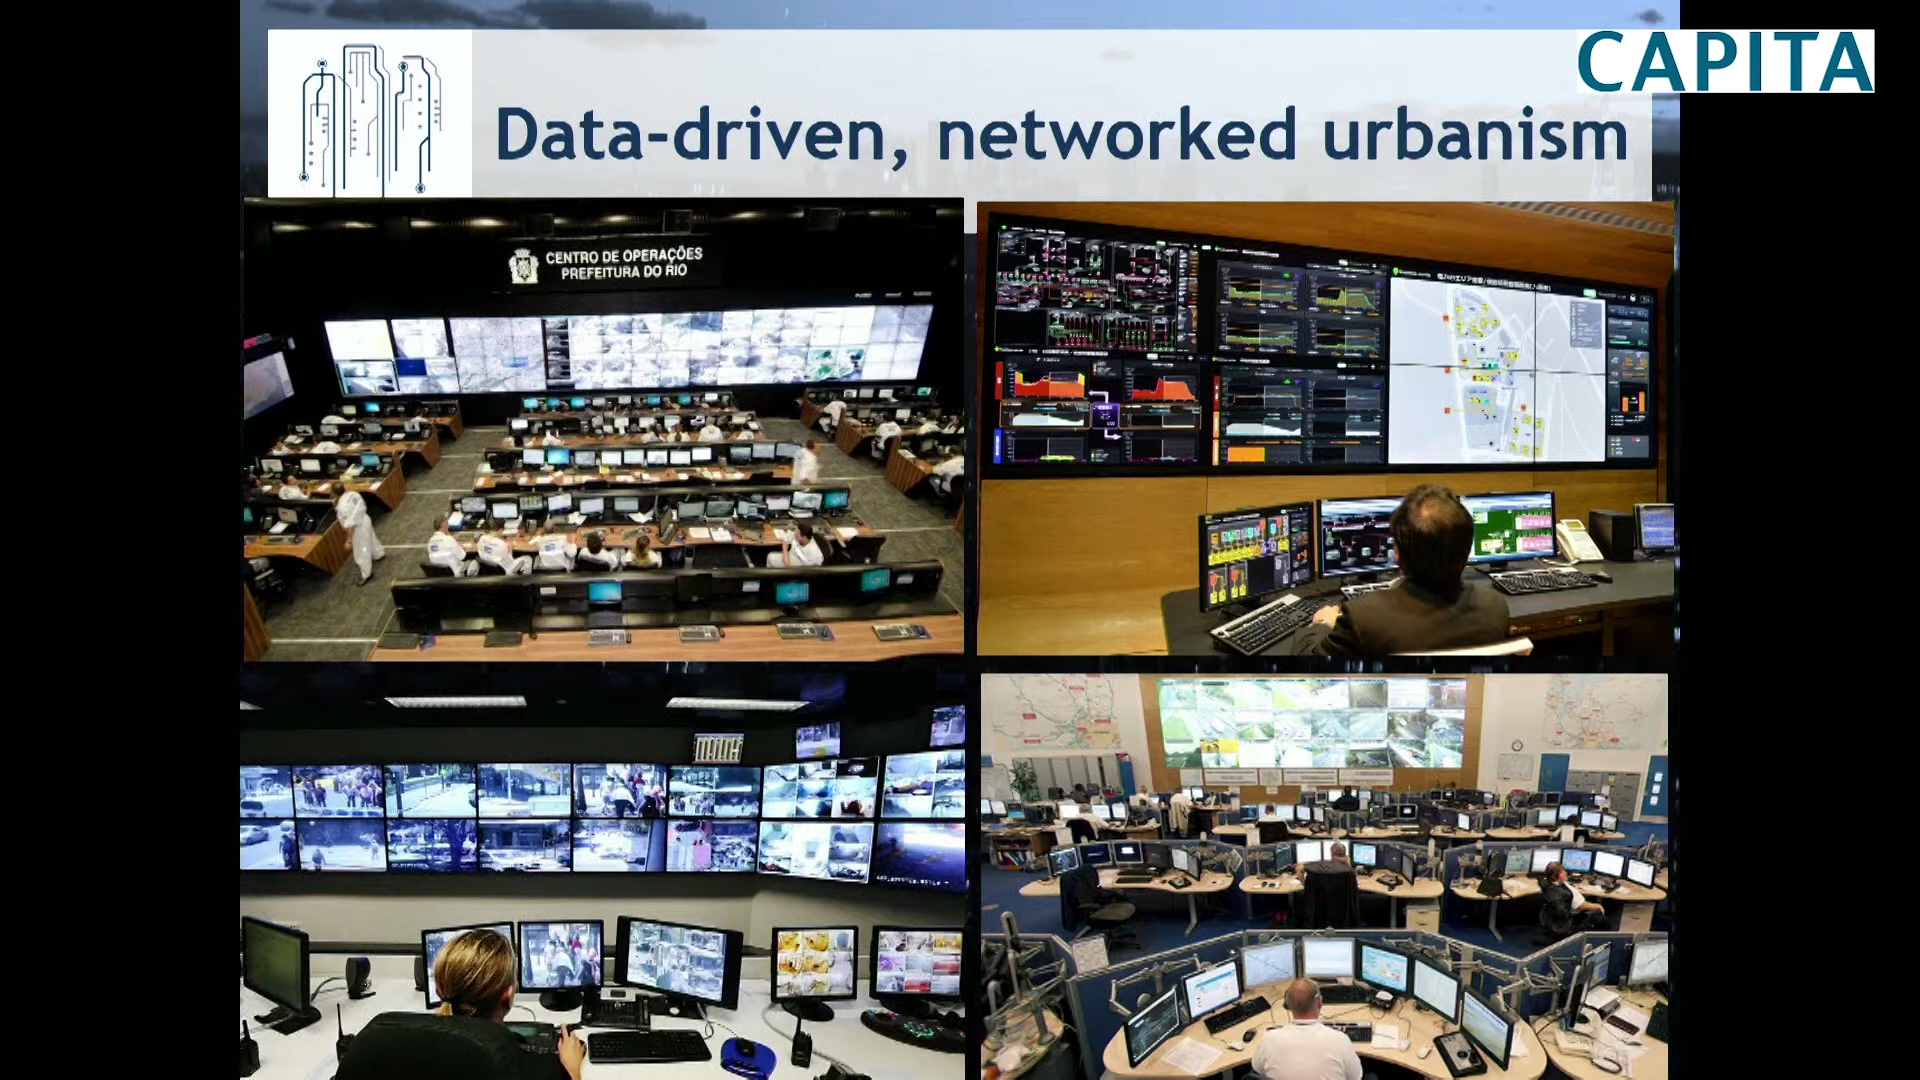 CAPITA
Data-driven, networked urbanism
CENTRO DE OPERAÇÕES
PREFEITURA DO RIO